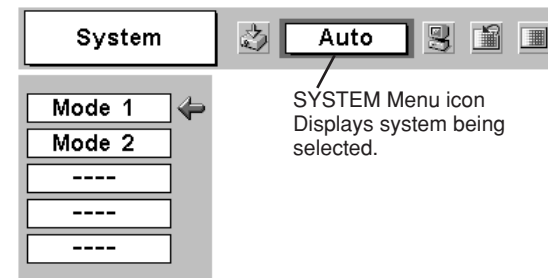 System
Auto
SYSTEM Menu icon
Displays system being
selected.
Mode 1
Mode 2
----
----
----